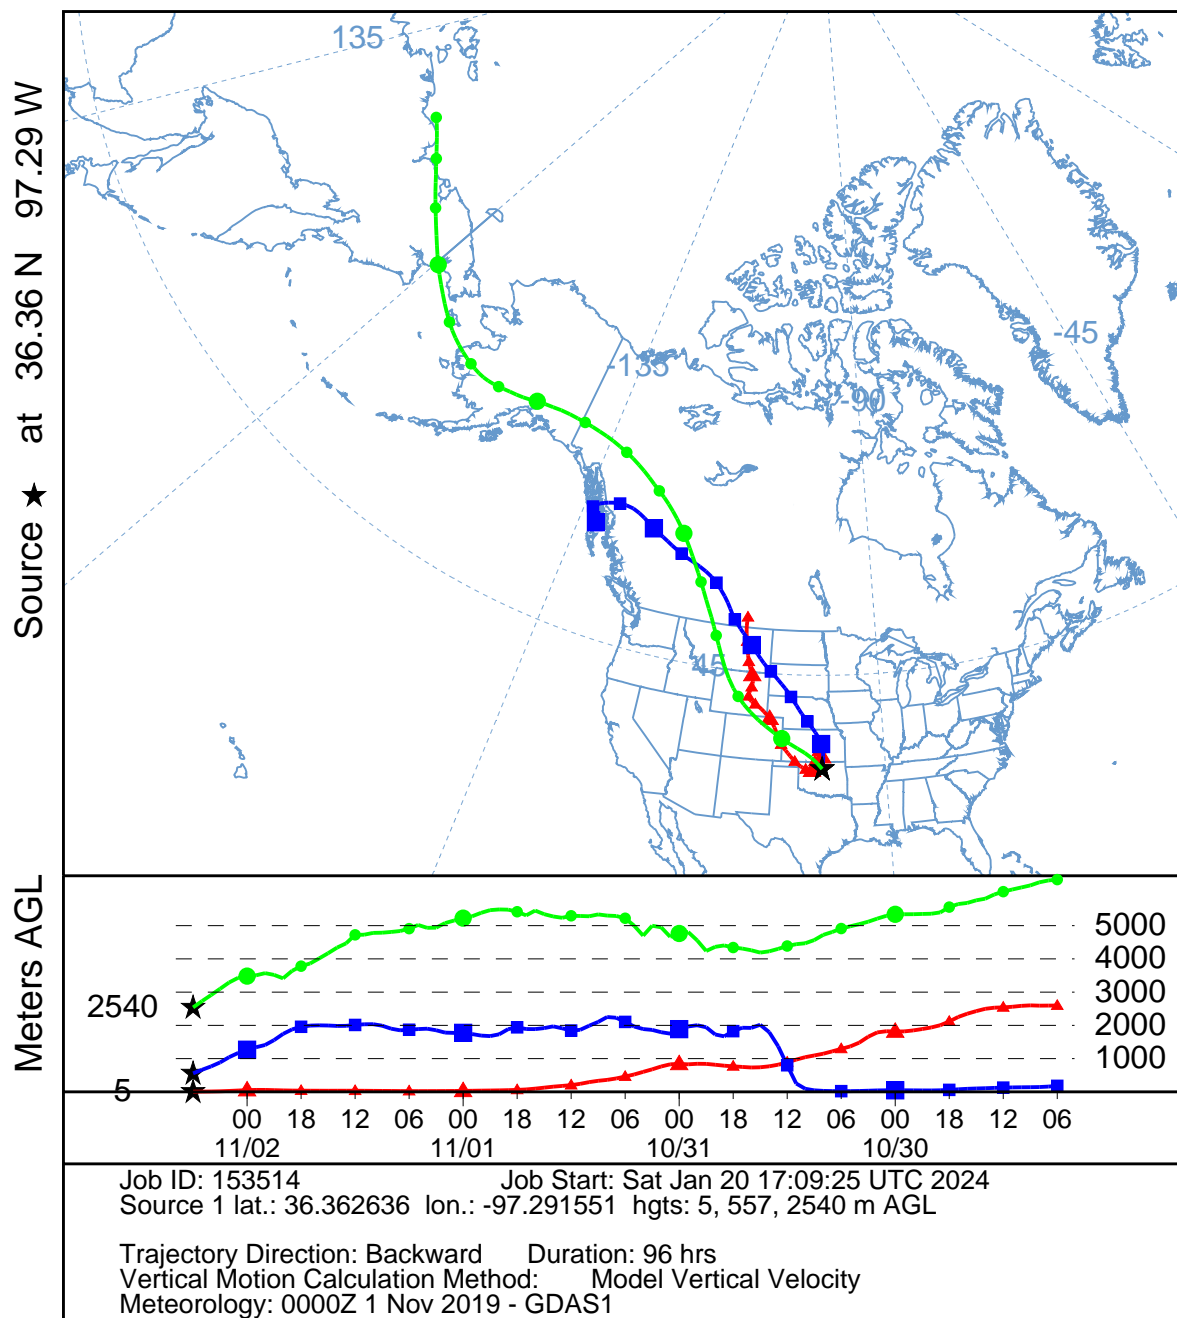 Source ★ at 36.36 N 97.29 W
135
-135
-45
-90
45
Meters AGL
2540
5
5000
4000
3000
2000
1000
00 18 12 06 00 18 12 06 00 18 12 06 00 18 12 06
11/02 11/01 10/31 10/30
Job ID: 153514 Job Start: Sat Jan 20 17:09:25 UTC 2024
Source 1 lat.: 36.362636 lon.: -97.291551 hgts: 5, 557, 2540 m AGL
Trajectory Direction: Backward Duration: 96 hrs
Vertical Motion Calculation Method: Model Vertical Velocity
Meteorology: 0000Z 1 Nov 2019 - GDAS1